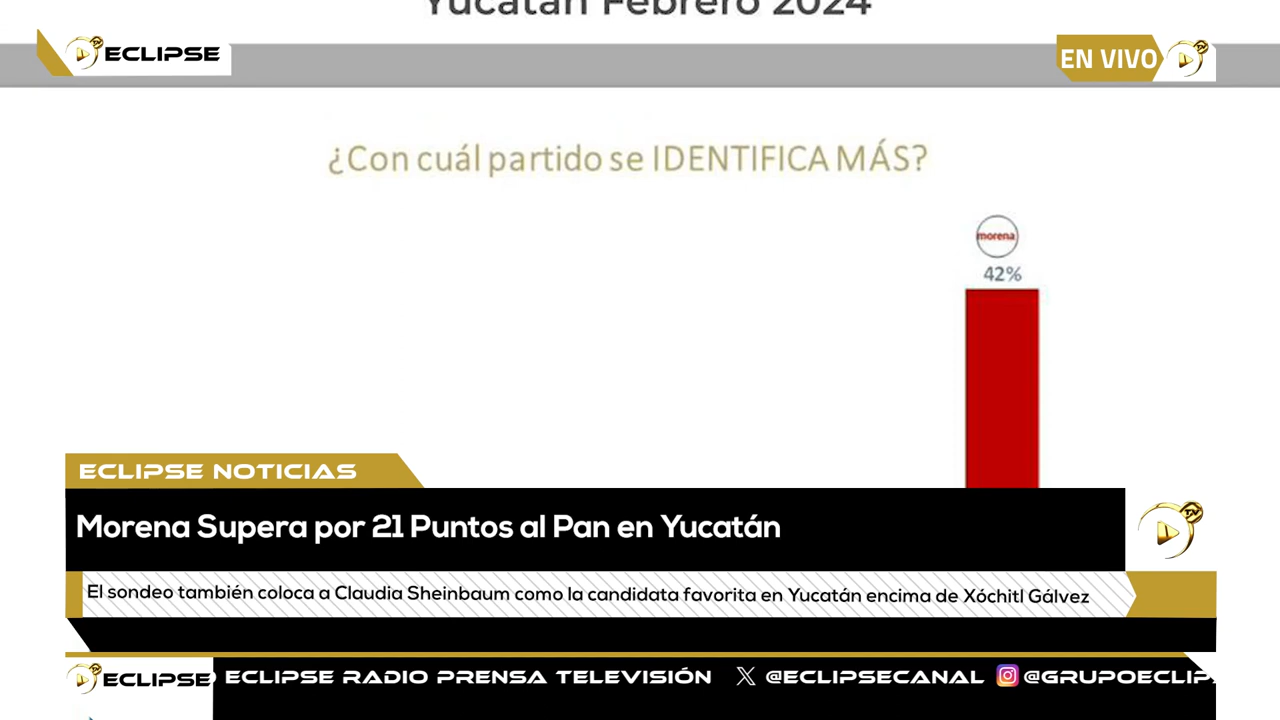 Yucatán Febrero 2024
ECLIPSE
EN VIVO
¿Con cuál partido se IDENTIFICA MÁS?
morena
42%
ECLIPSE NOTICIAS
Morena Supera por 21 Puntos al Pan en Yucatán
TV
El sondeo también coloca a Claudia Sheinbaum como la candidata favorita en Yucatán encima de Xóchitl Gálvez
ECLIPSE
ECLIPSE RADIO PRENSA TELEVISIÓN @ECLIPSECANAL @GRUPOECLIP